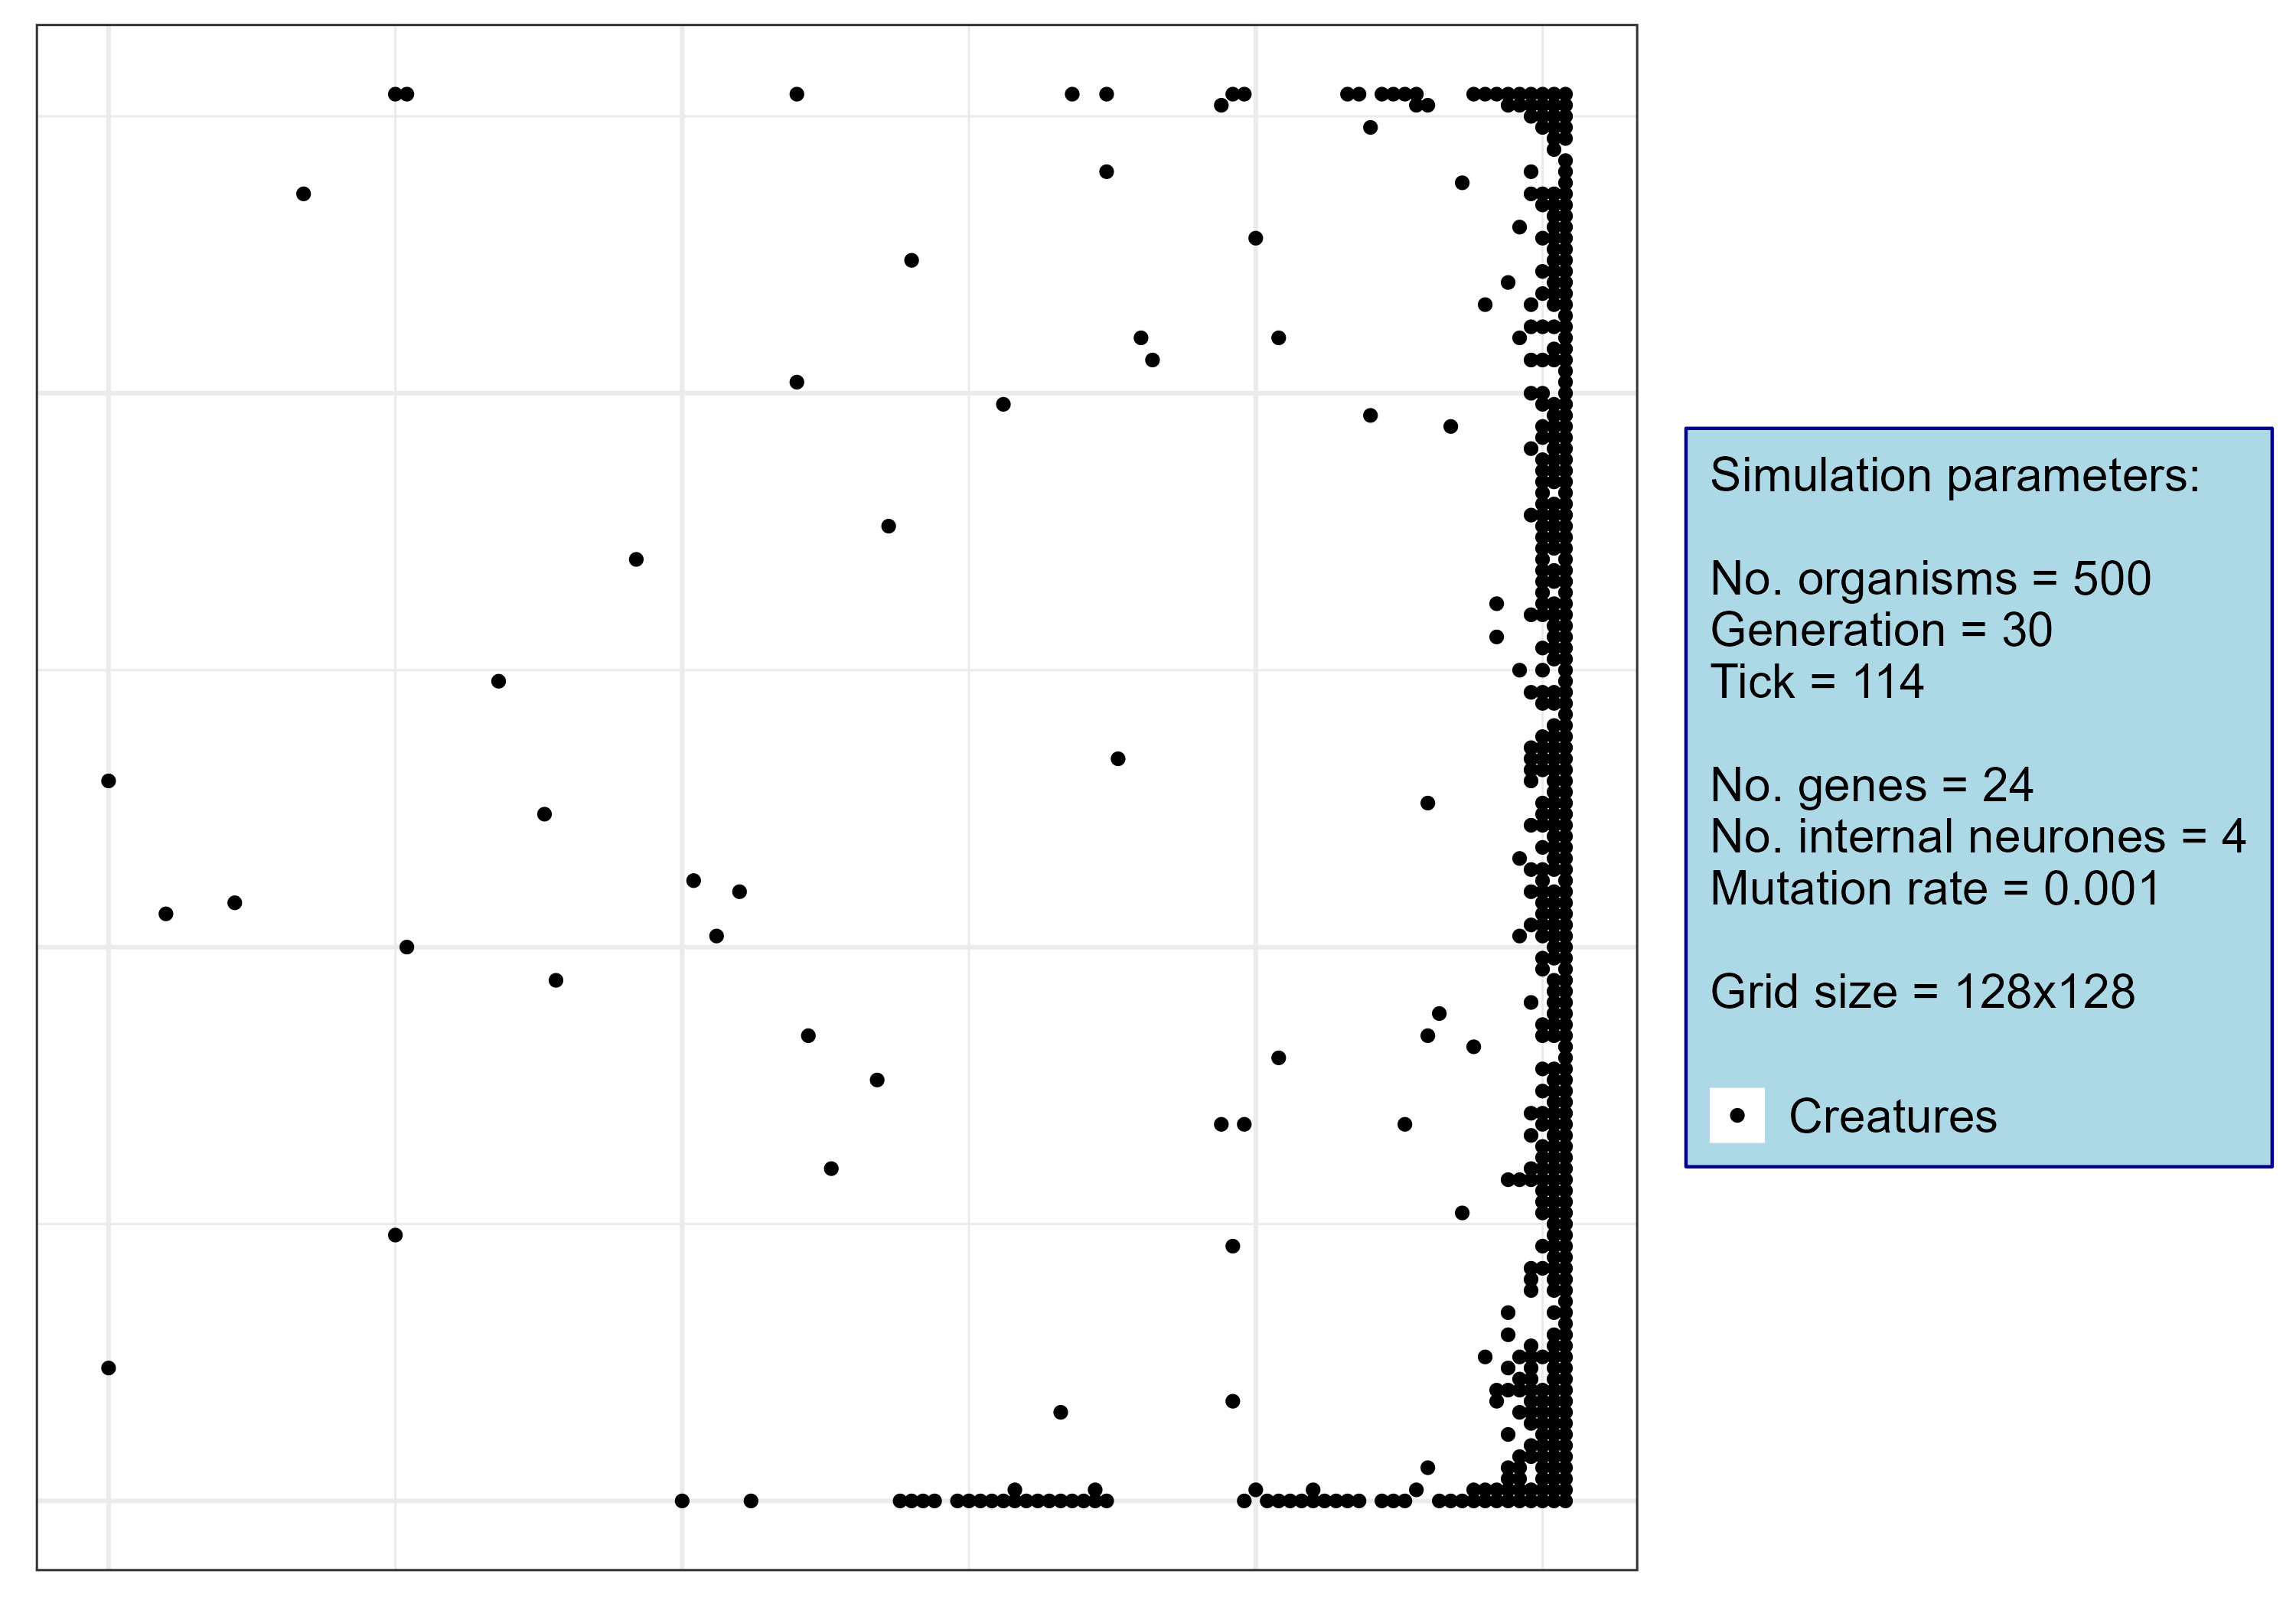 Simulation parameters:
No. organisms = 500
Generation = 30
Tick = 114
No. genes = 24
No. internal neurones = 4
Mutation rate = 0.001
Grid size = 128x128
Creatures